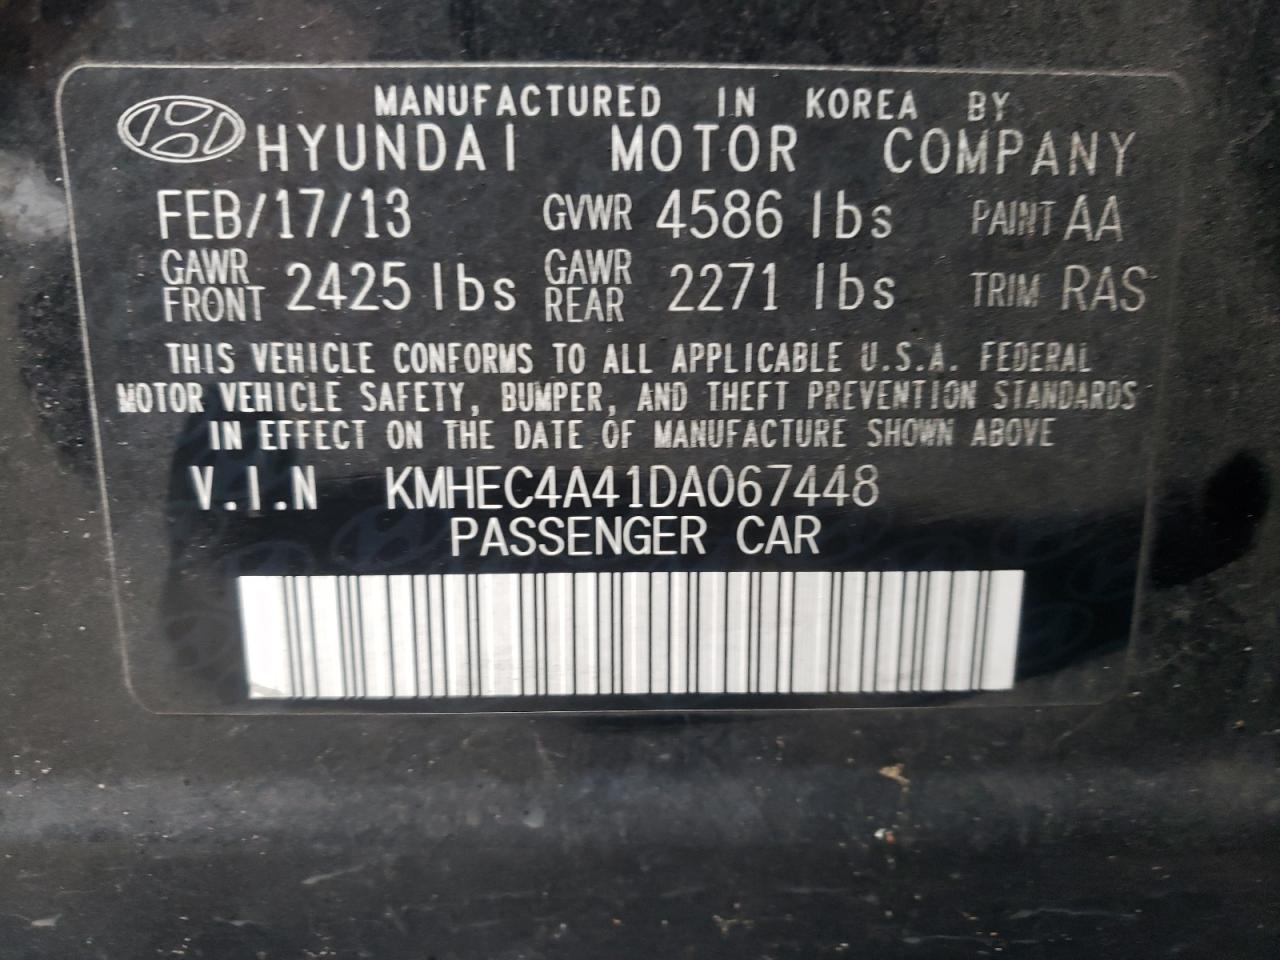 MANUFACTURED IN KOREA BY
HYUNDAI MOTOR COMPANY
FEB/17/13 GVWR 4586 lbs PAINT AA
GAWR FRONT 2425 lbs GAWR REAR 2271 lbs TRIM RAS
THIS VEHICLE CONFORMS TO ALL APPLICABLE U.S.A. FEDERAL
MOTOR VEHICLE SAFETY, BUMPER, AND THEFT PREVENTION STANDARDS
IN EFFECT ON THE DATE OF MANUFACTURE SHOWN ABOVE
V.I.N KMHEC4A41DA067448
PASSENGER CAR